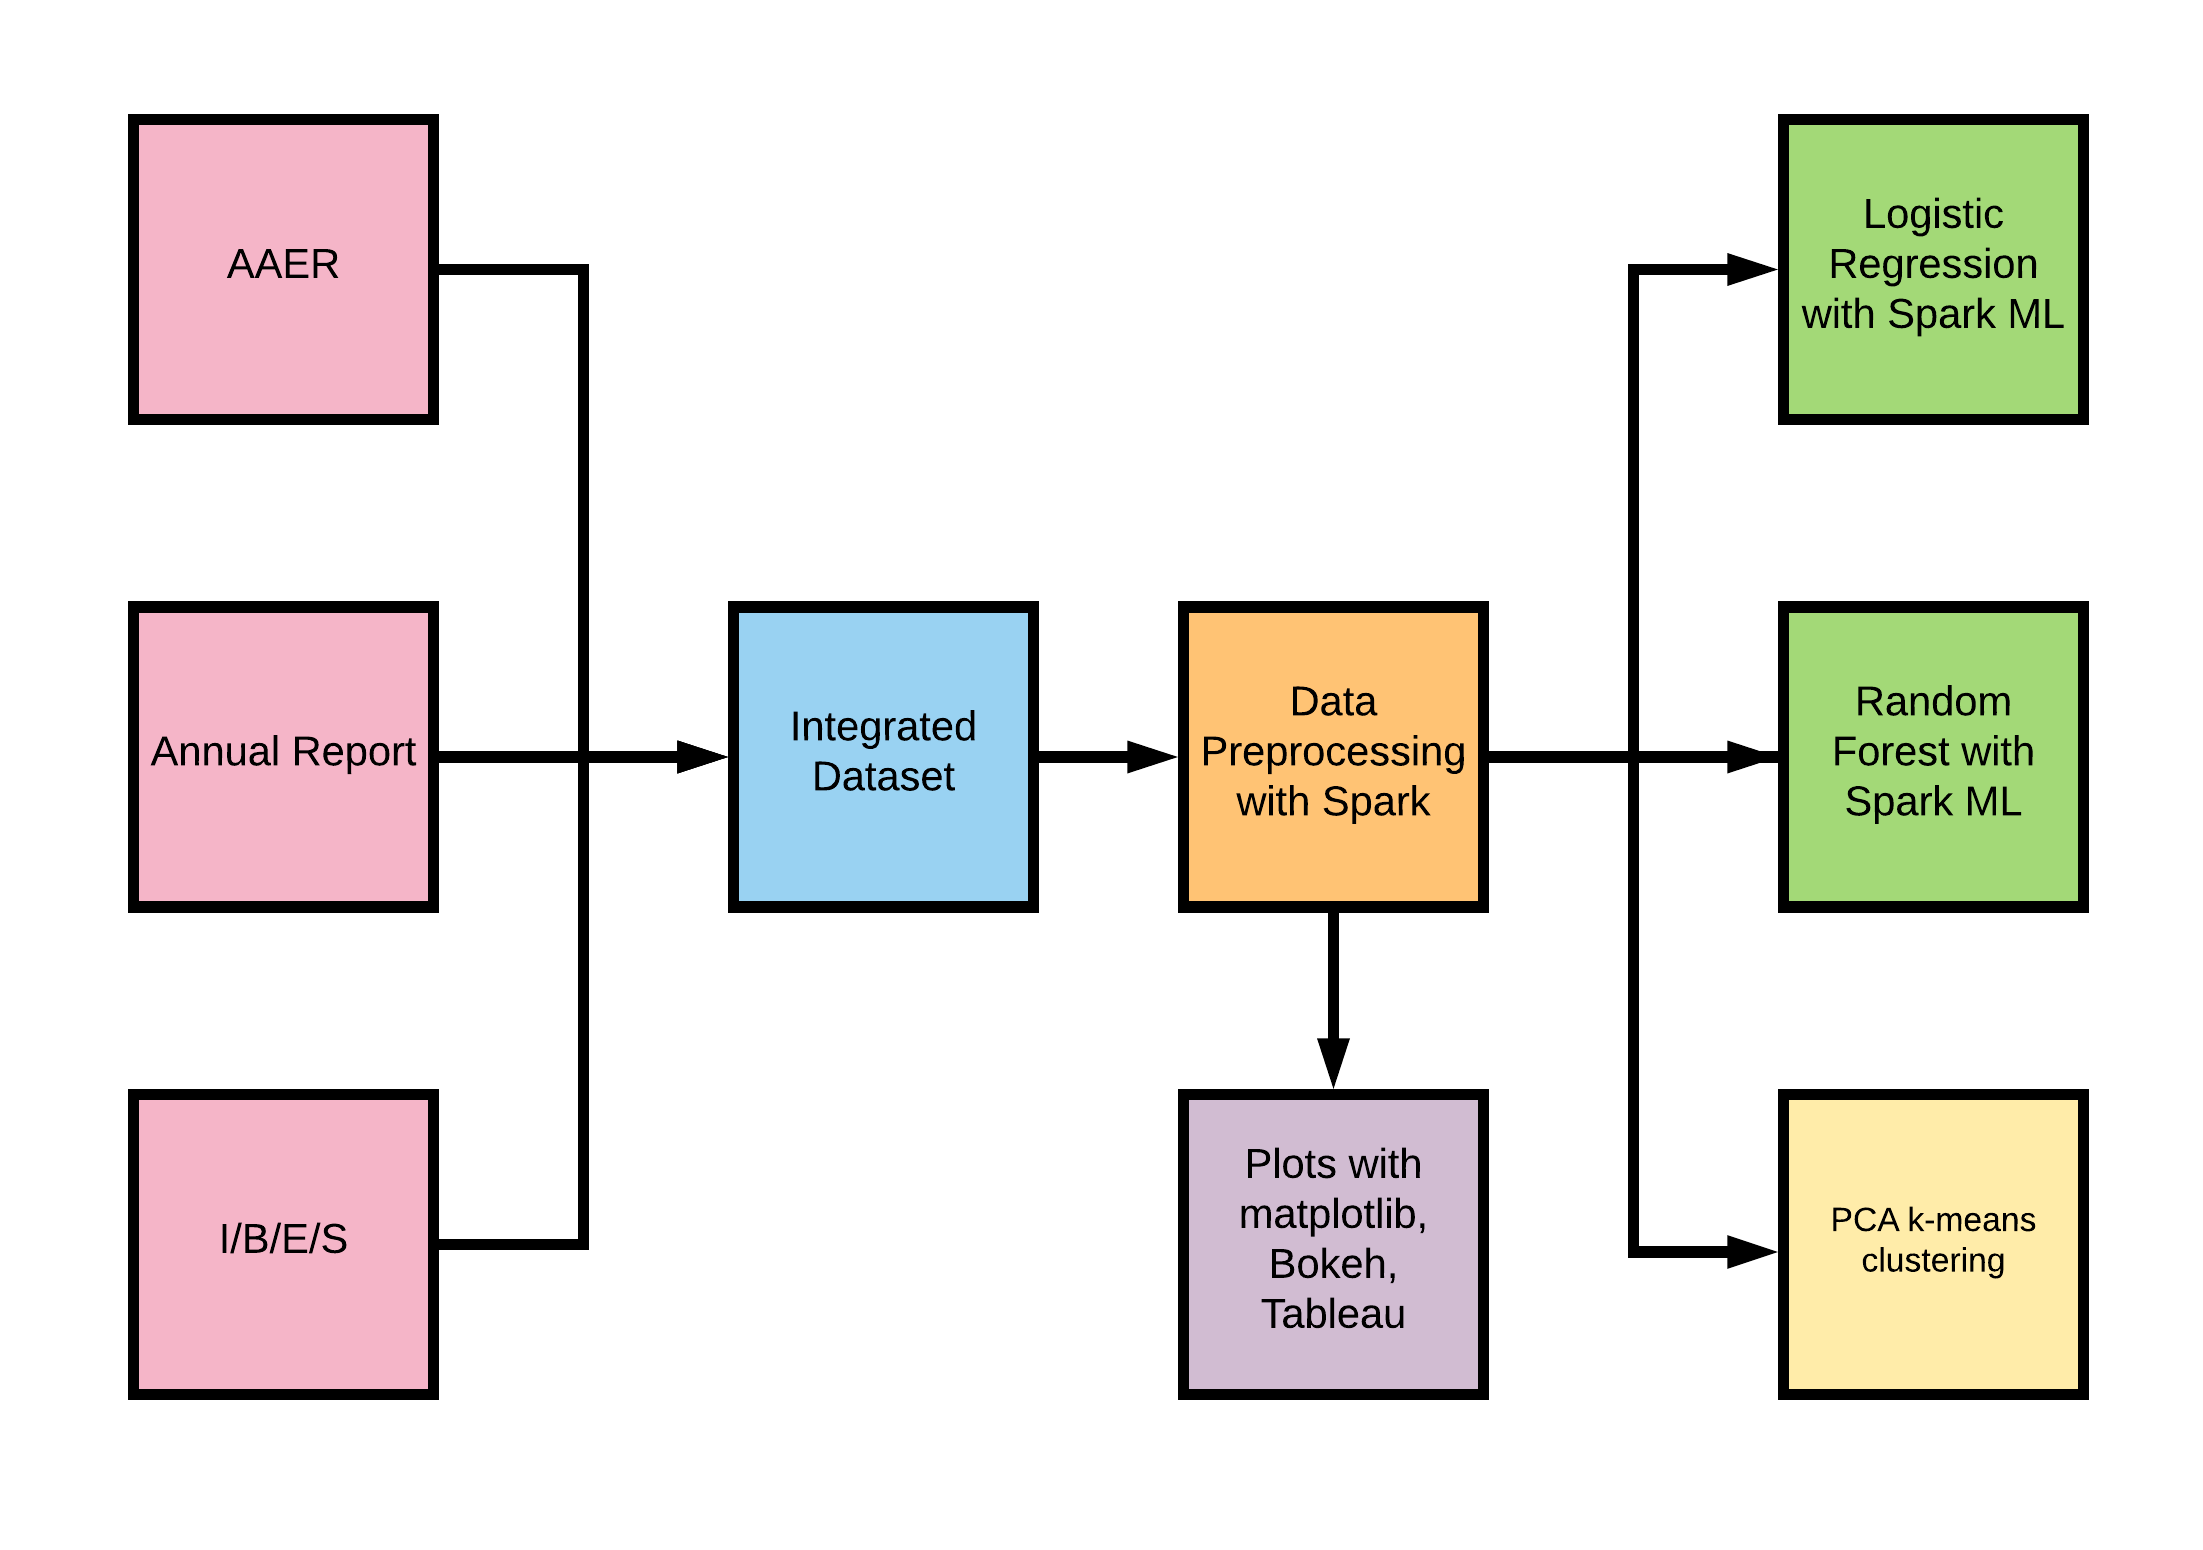 AAER
Annual Report
I/B/E/S
Integrated
Dataset
Data
Preprocessing
with Spark
Plots with
matplotlib,
Bokeh,
Tableau
Logistic
Regression
with Spark ML
Random
Forest with
Spark ML
PCA k-means
clustering